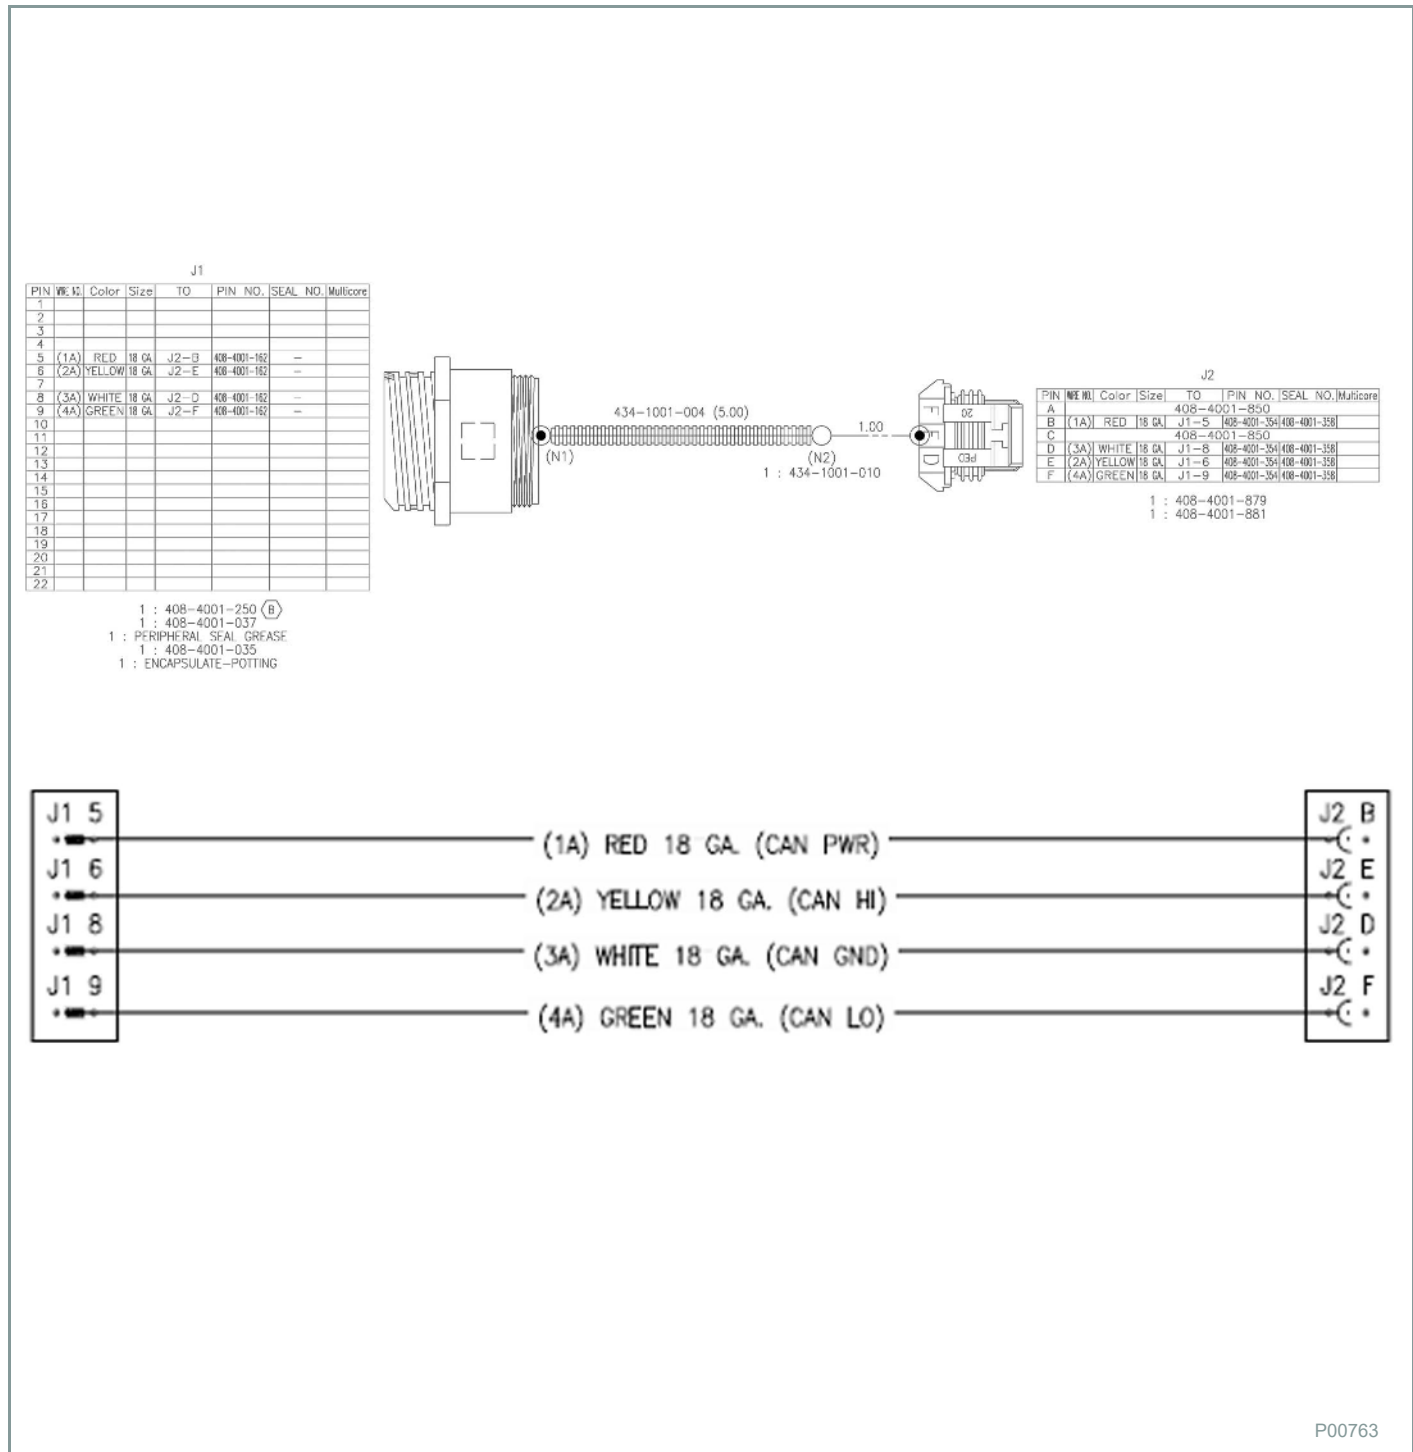 J1
PIN WIRE NO. Color Size TO PIN NO. SEAL NO. Multicore
1
2
3
4
5 (1A) RED 18 GA. J2-B 408-4001-162 -
6 (2A) YELLOW 18 GA. J2-E 408-4001-162 -
7
8 (3A) WHITE 18 GA. J2-D 408-4001-162 -
9 (4A) GREEN 18 GA. J2-F 408-4001-162 -
10
11
12
13
14
15
16
17
18
19
20
21
22
1 : 408-4001-250 B
1 : 408-4001-037
1 : PERIPHERAL SEAL GREASE
1 : 408-4001-035
1 : ENCAPSULATE-POTTING
434-1001-004 (5.00)
(N1)
(N2)
1 : 434-1001-010
1.00
F
E
D
20
PED
J2
PIN WIRE NO. Color Size TO PIN NO. SEAL NO. Multicore
A 408-4001-850
B (1A) RED 18 GA. J1-5 408-4001-354 408-4001-358
C 408-4001-850
D (3A) WHITE 18 GA. J1-8 408-4001-354 408-4001-358
E (2A) YELLOW 18 GA. J1-6 408-4001-354 408-4001-358
F (4A) GREEN 18 GA. J1-9 408-4001-354 408-4001-358
1 : 408-4001-879
1 : 408-4001-881
J1 5
(1A) RED 18 GA. (CAN PWR)
J2 B
J1 6
(2A) YELLOW 18 GA. (CAN HI)
J2 E
J1 8
(3A) WHITE 18 GA. (CAN GND)
J2 D
J1 9
(4A) GREEN 18 GA. (CAN LO)
J2 F
P00763